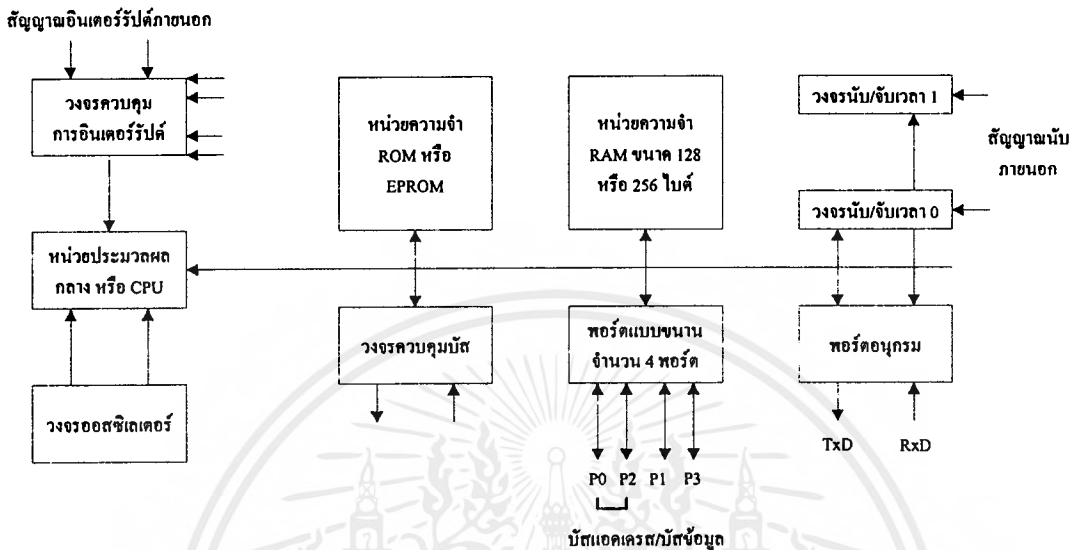 สัญญาณอินเตอร์รัปต์ภายนอก
วงจรควบคุม
การอินเตอร์รัปต์
หน่วยความจำ
ROM หรือ
EPROM
หน่วยความจำ
RAM ขนาด 128
หรือ 256 ไบต์
วงจรนับ/จับเวลา 1
สัญญาณนับ
ภายนอก
วงจรนับ/จับเวลา 0
หน่วยประมวลผล
กลาง หรือ CPU
วงจรควบคุมบัส
พอร์ตแบบขนาน
จำนวน 4 พอร์ต
พอร์ตอนุกรม
วงจรออสซิเลเตอร์
TxD
RxD
P0
P2
P1
P3
บัสแอดเดรส/บัสข้อมูล